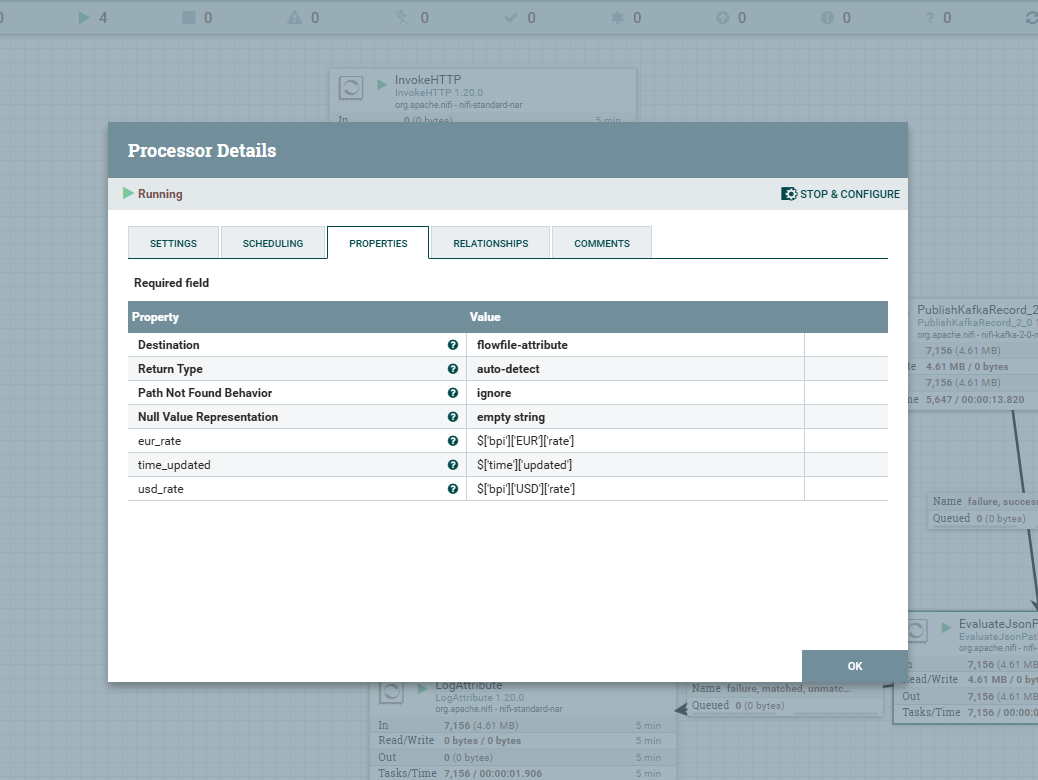 0 4 0 0 0 0 0 0 0 0
InvokeHTTP
InvokeHTTP 1.20.0
org.apache.nifi - nifi-standard-nar
In 0 (0 bytes) 5 min
Processor Details
Running STOP & CONFIGURE
SETTINGS SCHEDULING PROPERTIES RELATIONSHIPS COMMENTS
Required field
Property Value
Destination flowfile-attribute
Return Type auto-detect
Path Not Found Behavior ignore
Null Value Representation empty string
eur_rate $['bpi']['EUR']['rate']
time_updated $['time']['updated']
usd_rate $['bpi']['USD']['rate']
OK
PublishKafkaRecord_2
PublishKafkaRecord_2_0 1
org.apache.nifi - nifi-kafka-2-0-n
7,156 (4.61 MB)
te 4.61 MB / 0 bytes
7,156 (4.61 MB)
me 5,647 / 00:00:13.820
Name failure, success
Queued 0 (0 bytes)
EvaluateJsonP
EvaluateJsonPat
org.apache.nifi - nifi-
n 7,156 (4.61 MB
ead/Write 4.61 MB / 0 byt
Out 7,156 (4.61 MB
Tasks/Time 7,156 / 00:00:0
Name failure, matched, unmatc...
Queued 0 (0 bytes)
LogAttribute
LogAttribute 1.20.0
org.apache.nifi - nifi-standard-nar
In 7,156 (4.61 MB) 5 min
Read/Write 0 bytes / 0 bytes 5 min
Out 0 (0 bytes) 5 min
Tasks/Time 7,156 / 00:00:01.906 5 min